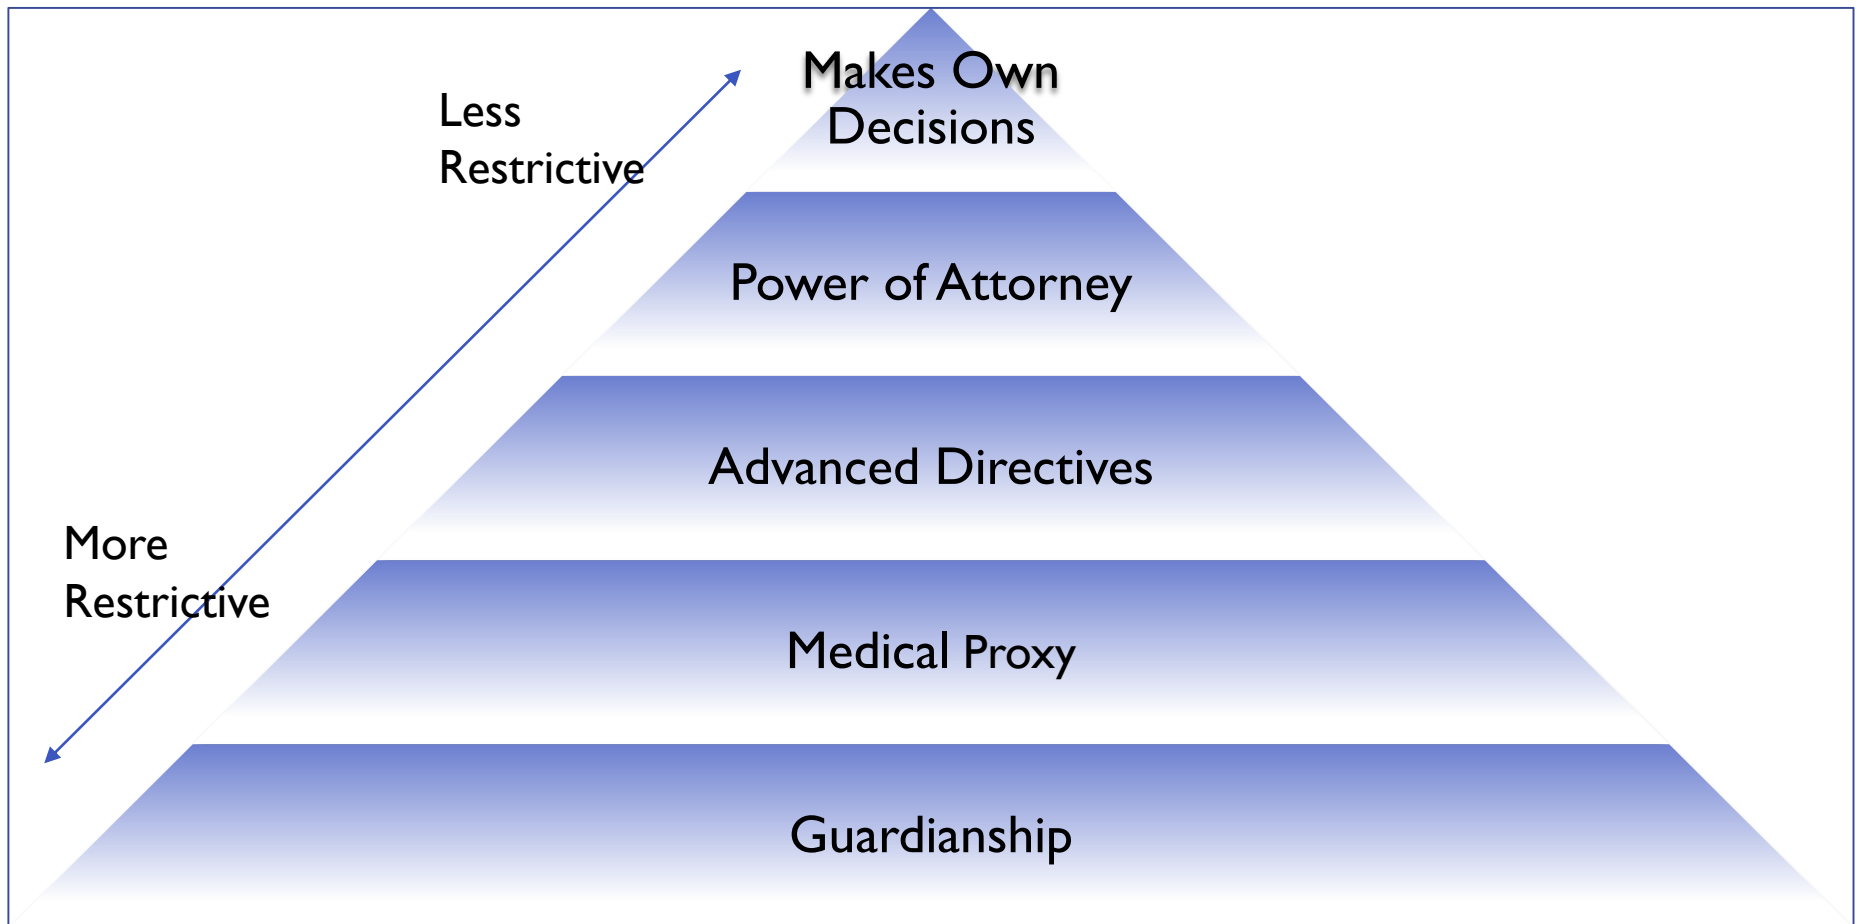 Makes Own
Decisions
Less
Restrictive
Power of Attorney
Advanced Directives
More
Restrictive
Medical Proxy
Guardianship